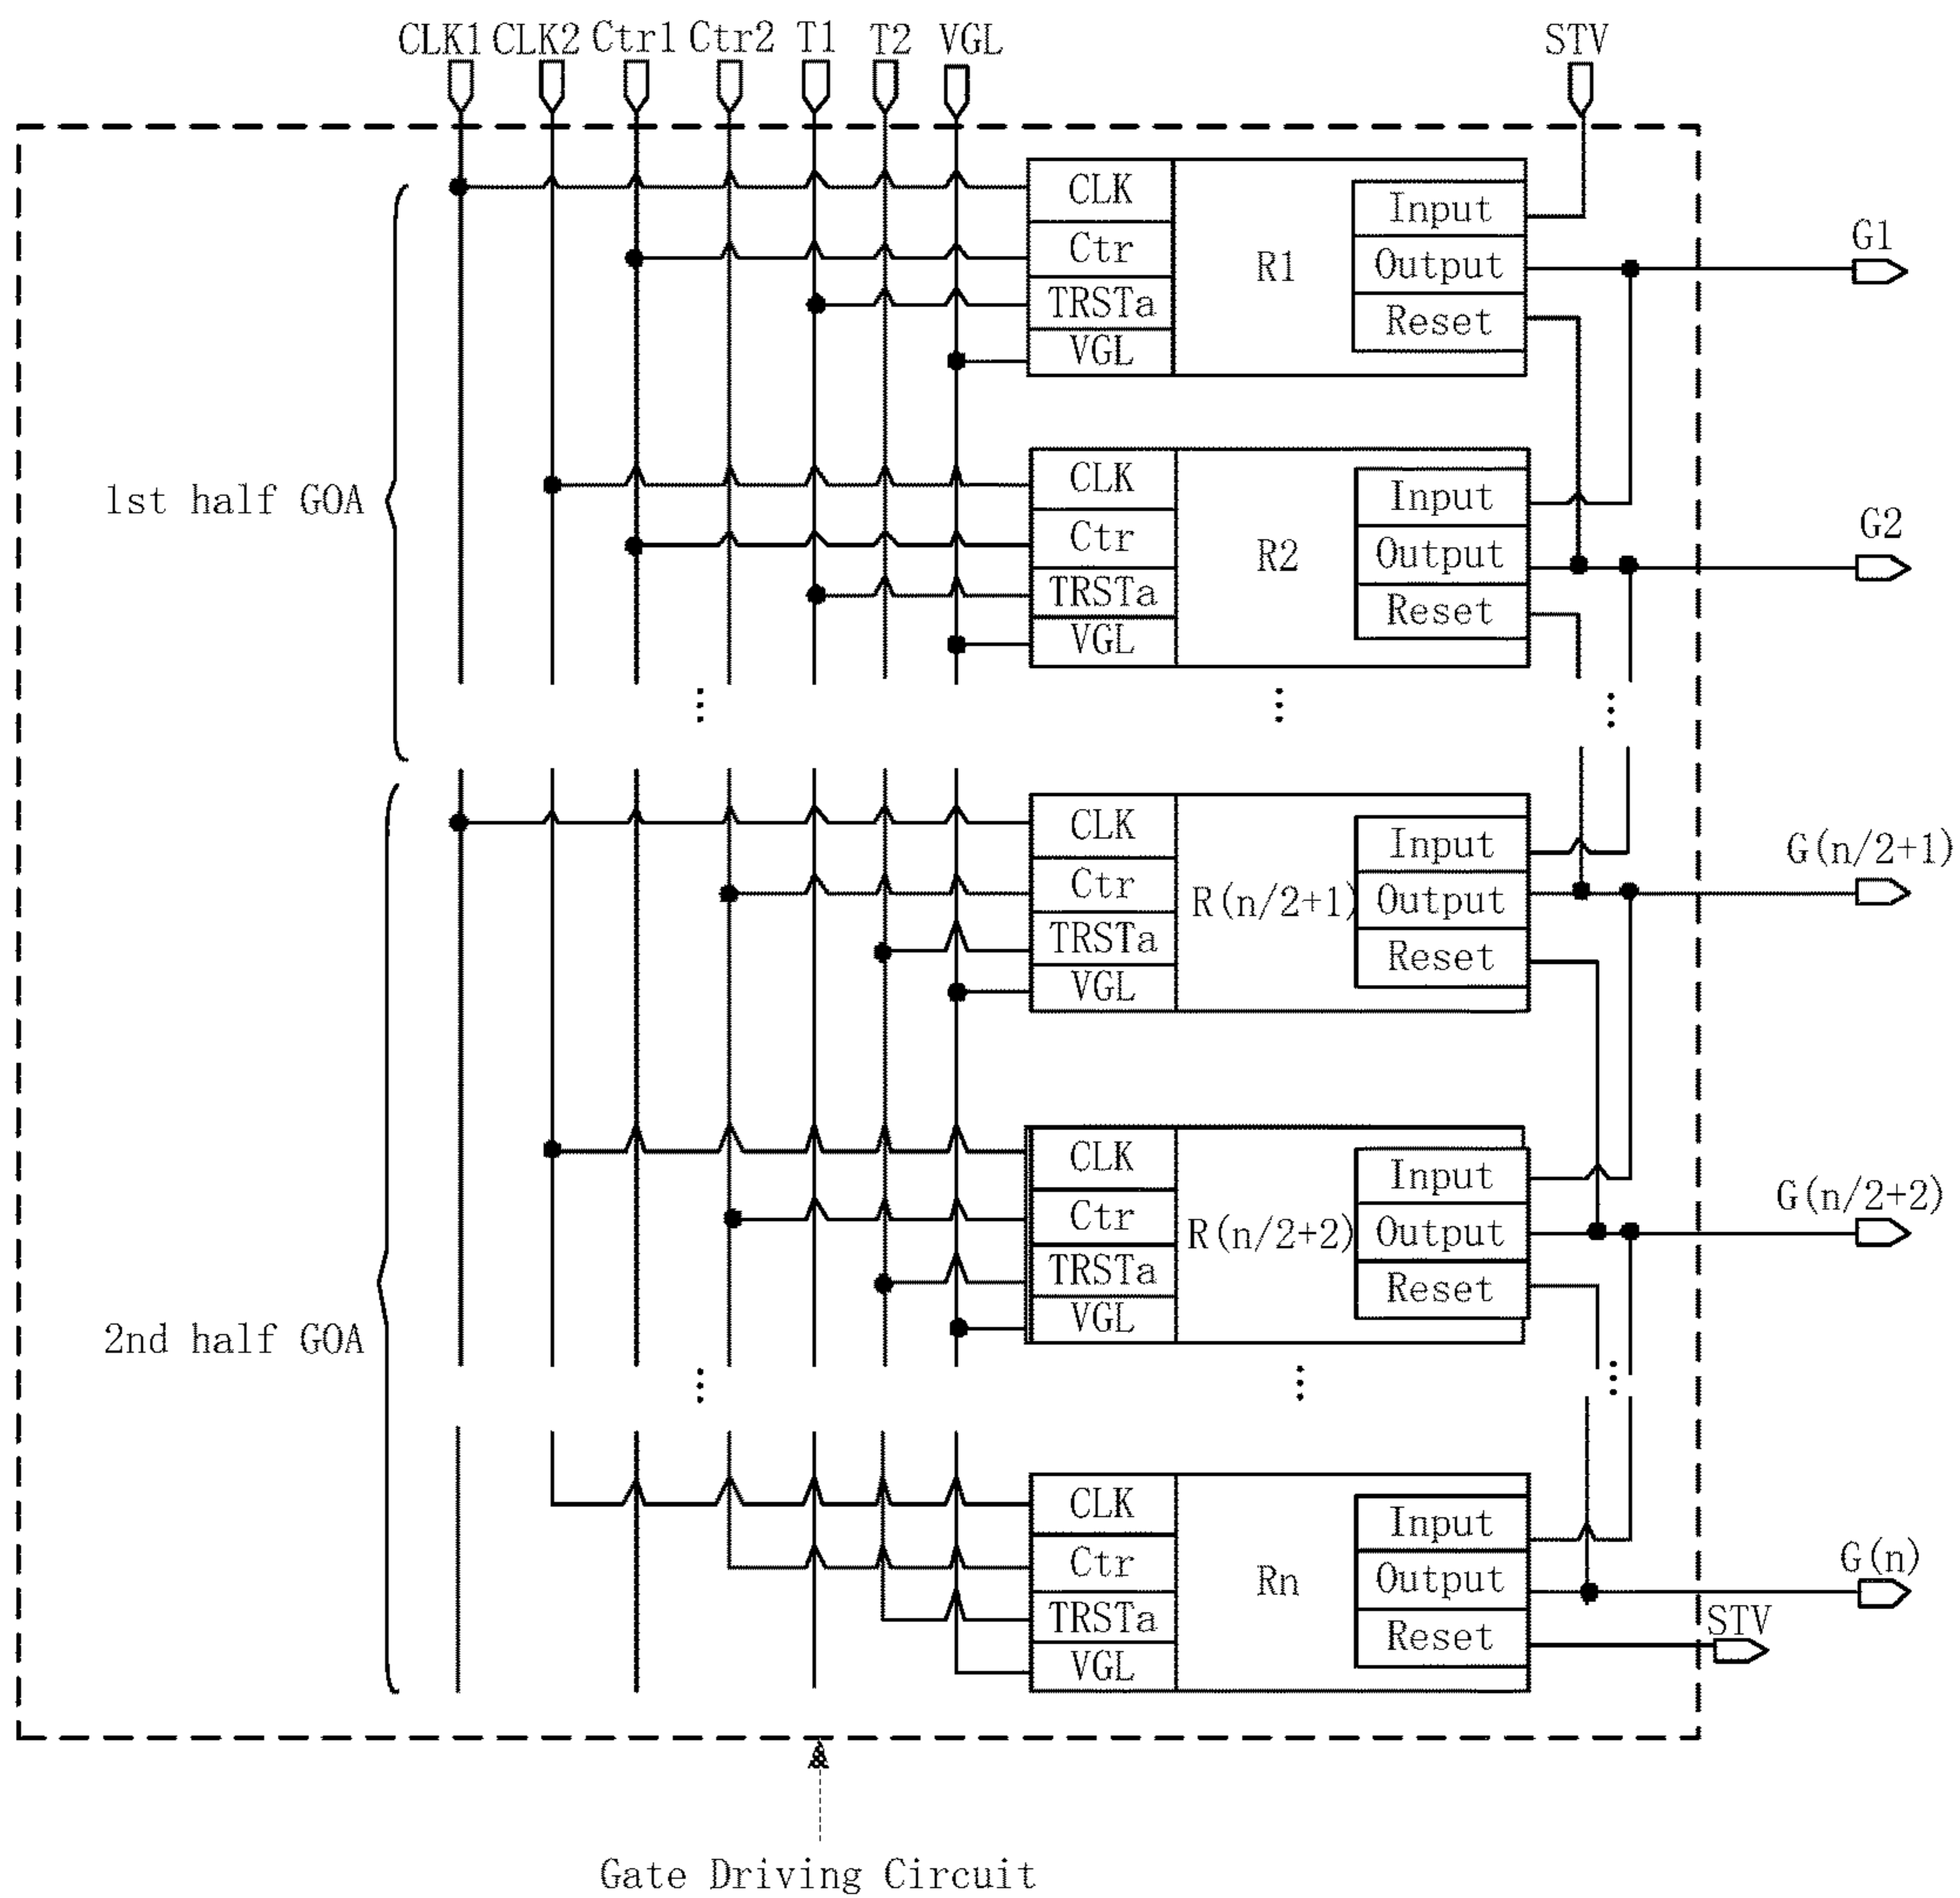 CLK1 CLK2 Ctr1 Ctr2 T1 T2 VGL STV
CLK
Ctr
TRSTa
VGL
R1
Input
Output
Reset
G1
1st half GOA
CLK
Ctr
TRSTa
VGL
R2
Input
Output
Reset
G2
CLK
Ctr
TRSTa
VGL
R(n/2+1)
Input
Output
Reset
G(n/2+1)
2nd half GOA
CLK
Ctr
TRSTa
VGL
R(n/2+2)
Input
Output
Reset
G(n/2+2)
CLK
Ctr
TRSTa
VGL
Rn
Input
Output
Reset
G(n)
STV
Gate Driving Circuit